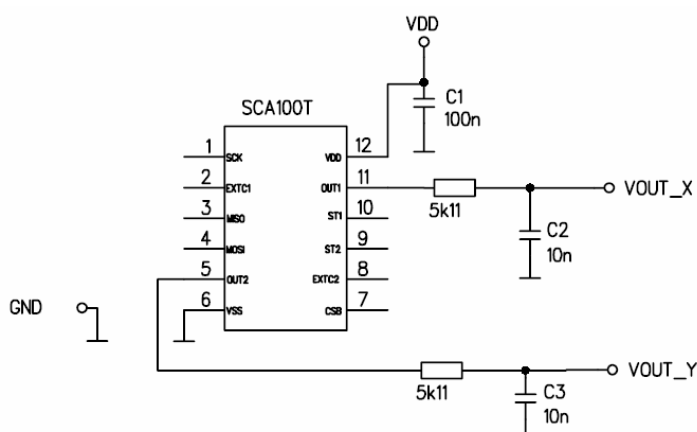 VDD
SCA100T
C1
100n
1
SCK
VDD
12
2
EXTC1
OUT1
11
VOUT_X
3
MISO
ST1
10
5k11
C2
10n
4
MOSI
ST2
9
5
OUT2
EXTC2
8
GND
6
VSS
CSB
7
VOUT_Y
5k11
C3
10n